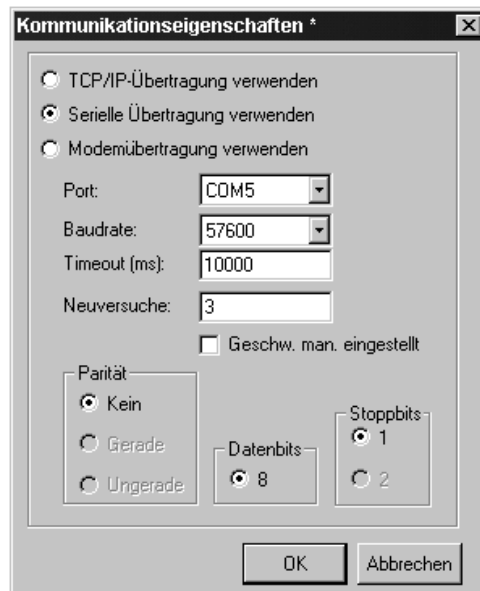 Kommunikationseigenschaften *
TCP/IP-Übertragung verwenden
Serielle Übertragung verwenden
Modemübertragung verwenden
Port: COM5
Baudrate: 57600
Timeout (ms): 10000
Neuversuche: 3
Geschw. man. eingestellt
Parität
Kein
Gerade
Ungerade
Datenbits
8
Stoppbits
1
2
OK Abbrechen